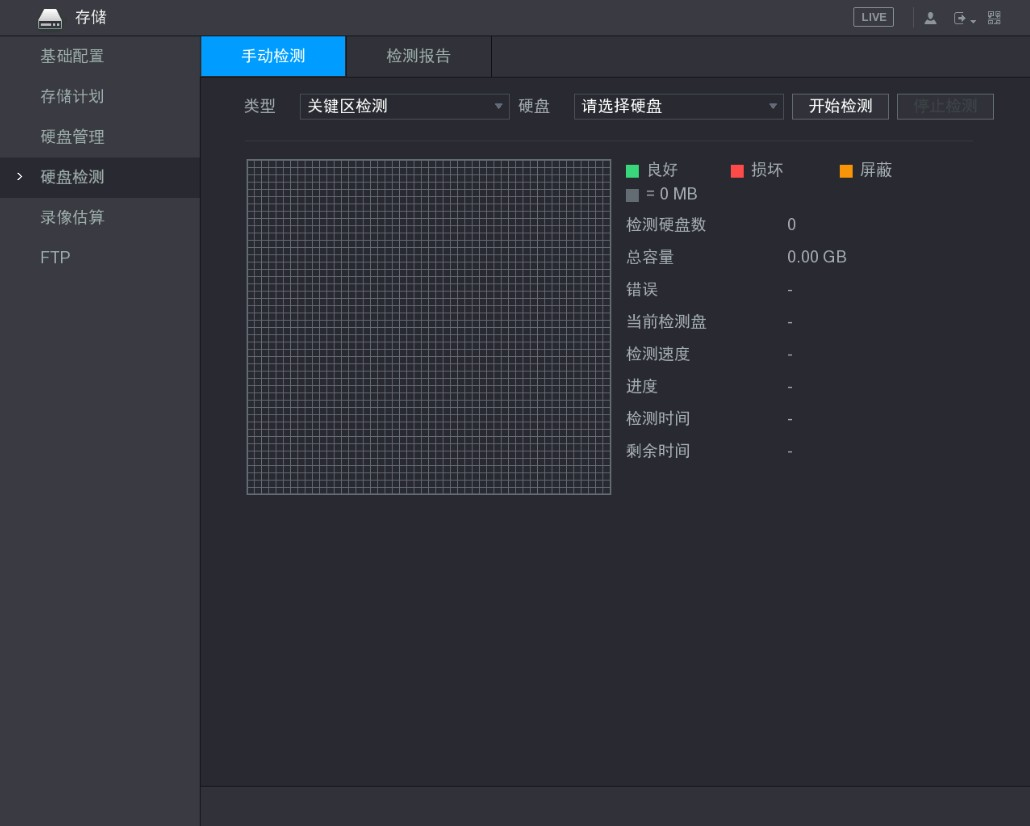 存储
LIVE
基础配置
存储计划
硬盘管理
硬盘检测
录像估算
FTP
手动检测
检测报告
类型
关键区检测
硬盘
请选择硬盘
开始检测
停止检测
良好
损坏
屏蔽
= 0 MB
检测硬盘数 0
总容量 0.00 GB
错误 -
当前检测盘 -
检测速度 -
进度 -
检测时间 -
剩余时间 -